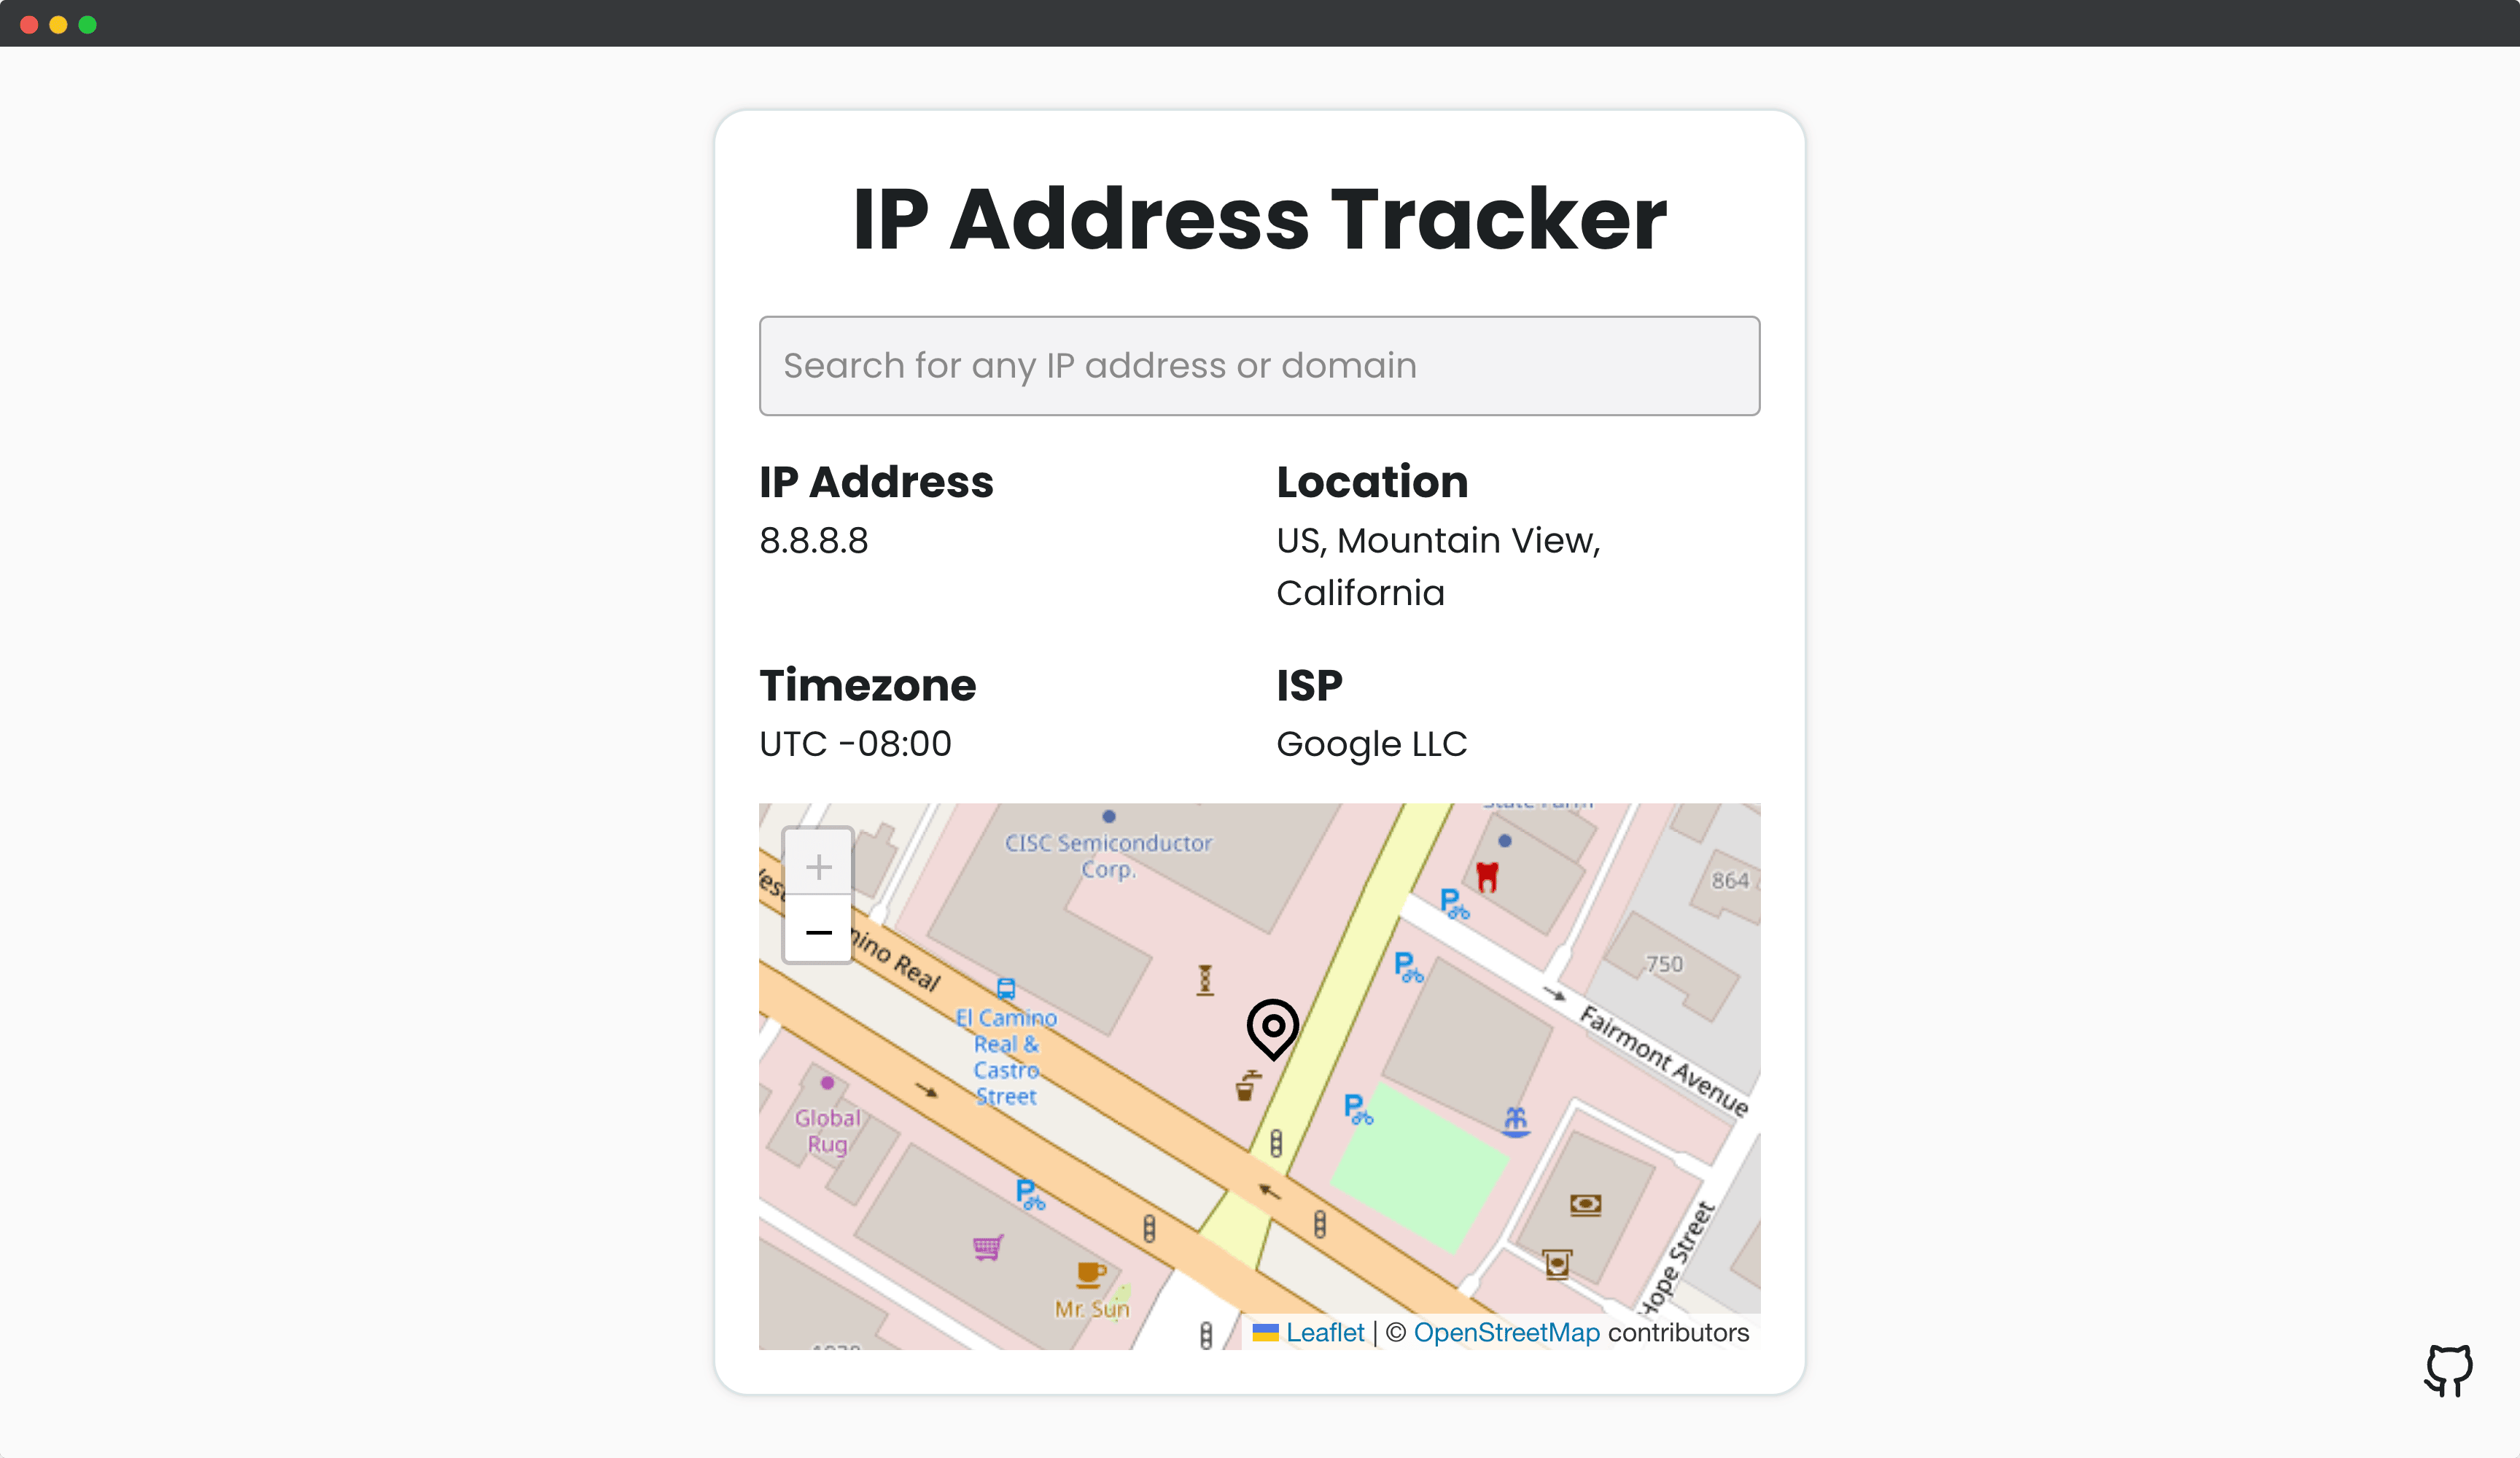 IP Address Tracker
Search for any IP address or domain
IP Address
8.8.8.8
Location
US, Mountain View,
California
Timezone
UTC -08:00
ISP
Google LLC
+
−
CISC Semiconductor
Corp.
864
750
mino Real
El Camino
Real &
Castro
Street
Fairmont Avenue
Global
Rug
Hope Street
Mr. Sun
Leaflet | © OpenStreetMap contributors